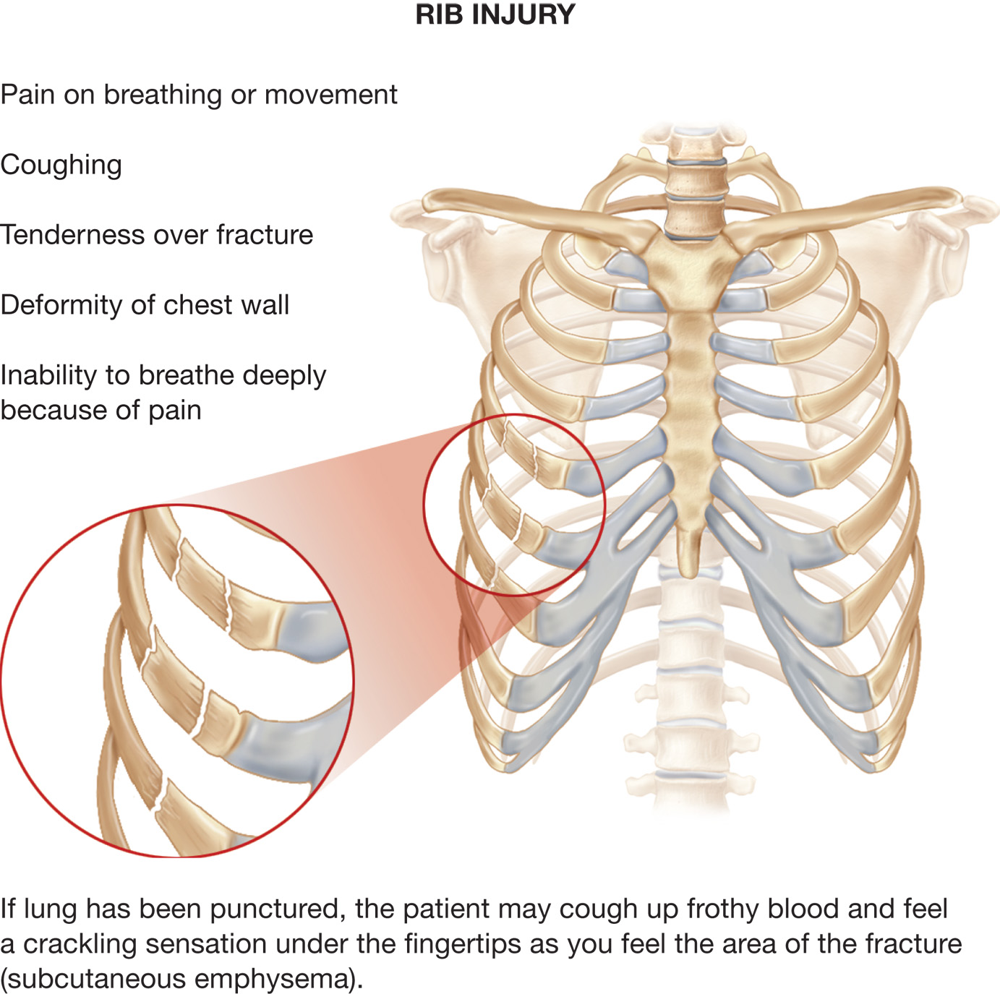 RIB INJURY
Pain on breathing or movement
Coughing
Tenderness over fracture
Deformity of chest wall
Inability to breathe deeply
because of pain
If lung has been punctured, the patient may cough up frothy blood and feel
a crackling sensation under the fingertips as you feel the area of the fracture
(subcutaneous emphysema).